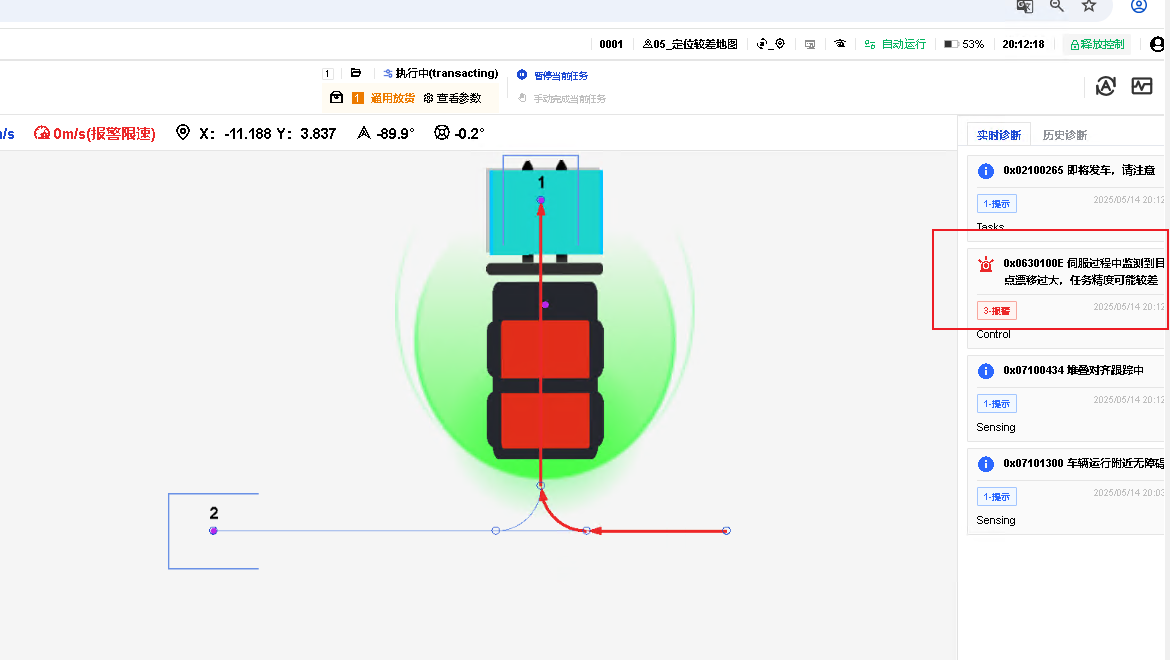 0001
05_定位较差地图
自动运行
53%
20:12:18
释放控制
1
执行中(transacting)
暂停当前任务
1 通用放货
查看参数
手动完成当前任务
/s
0m/s(报警限速)
X: -11.188 Y: 3.837
-89.9°
-0.2°
实时诊断
历史诊断
0x02100265 即将发车，请注意
1-提示
2025/05/14 20:12
Tasks
0x0630100E 伺服过程中监测到目
点漂移过大，任务精度可能较差
3-报警
2025/05/14 20:12
Control
0x07100434 堆叠对齐跟踪中
1-提示
2025/05/14 20:12
Sensing
0x07101300 车辆运行附近无障碍
1-提示
2025/05/14 20:03
Sensing
1
2